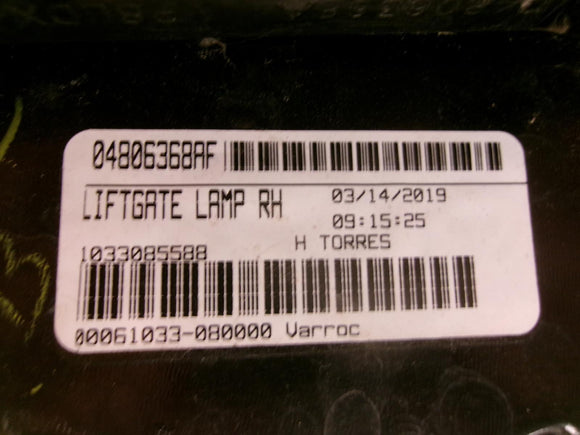 04806368AF
LIFTGATE LAMP RH
03/14/2019
09:15:25
H TORRES
1033085588
00061033-080000 Varroc